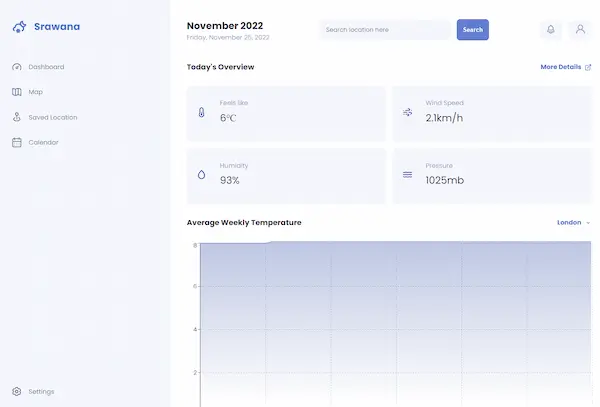 Srawana
Dashboard
Map
Saved Location
Calendar
Settings
November 2022
Friday, November 25, 2022
Search location here
Search
Today's Overview
More Details
Feels like
6°C
Wind Speed
2.1km/h
Humidity
93%
Pressure
1025mb
Average Weekly Temperature
London
8
6
4
2